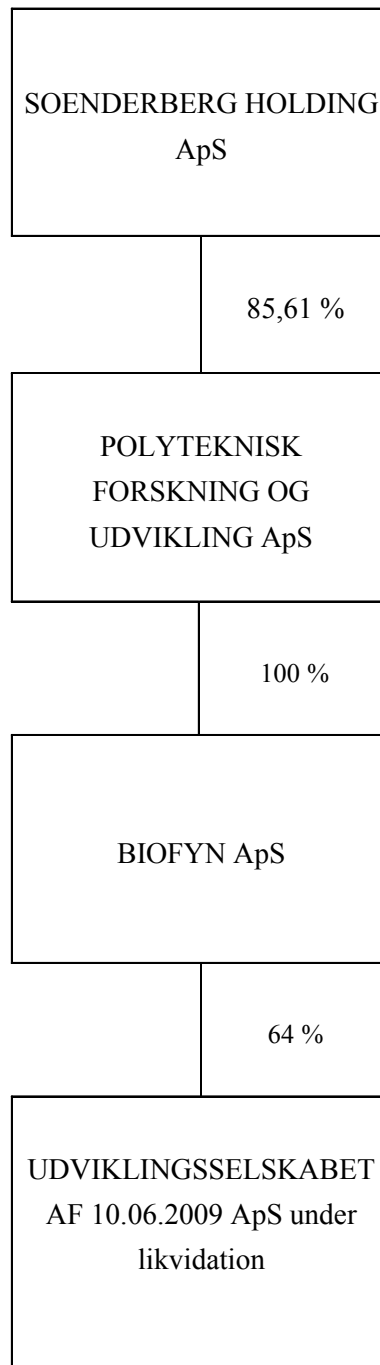 SOENDERBERG HOLDING
ApS
85,61 %
POLYTEKNISK
FORSKNING OG
UDVIKLING ApS
100 %
BIOFYN ApS
64 %
UDVIKLINGSSELSKABET
AF 10.06.2009 ApS under
likvidation